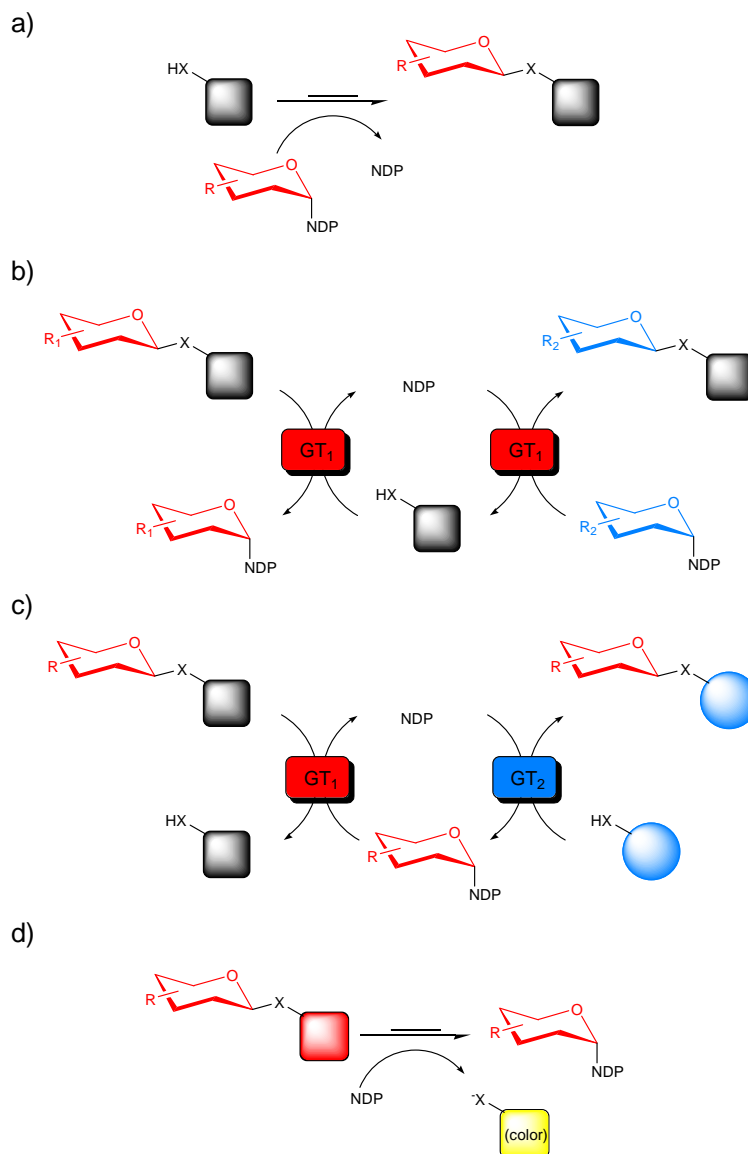 a)
HX
O
R
X
O
R
NDP
NDP
b)
O
R1
X
O
R2
X
NDP
GT1
GT1
HX
O
R1
NDP
O
R2
NDP
c)
O
R
X
O
R
X
NDP
GT1
GT2
HX
O
R
NDP
HX
d)
O
R
X
O
R
NDP
NDP
-X
(color)